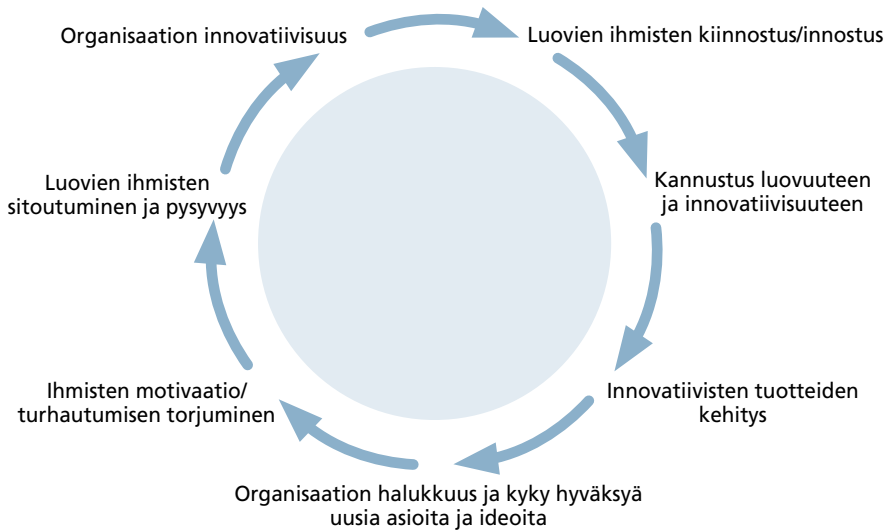 Organisaation innovatiivisuus
Luovien ihmisten kiinnostus/innostus
Kannustus luovuuteen
ja innovatiivisuuteen
Innovatiivisten tuotteiden
kehitys
Organisaation halukkuus ja kyky hyväksyä
uusia asioita ja ideoita
Ihmisten motivaatio/
turhautumisen torjuminen
Luovien ihmisten
sitoutuminen ja pysyvyys